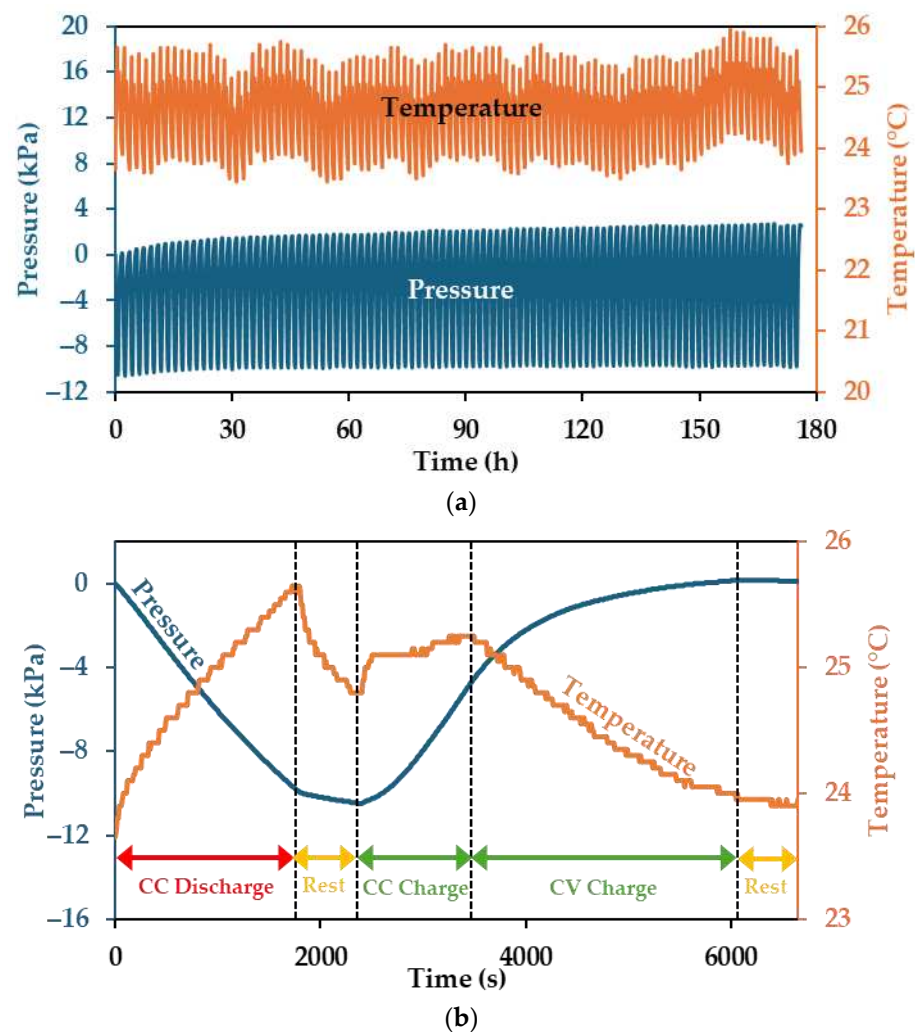 20
16
12
8
4
0
−4
−8
−12
Pressure (kPa)
Temperature
Pressure
26
25
24
23
22
21
20
Temperature (°C)
0 30 60 90 120 150 180
Time (h)
(a)
2
0
−4
−8
−12
−16
Pressure (kPa)
Pressure
Temperature
26
25
24
23
Temperature (°C)
CC Discharge Rest CC Charge CV Charge Rest
0 2000 4000 6000
Time (s)
(b)